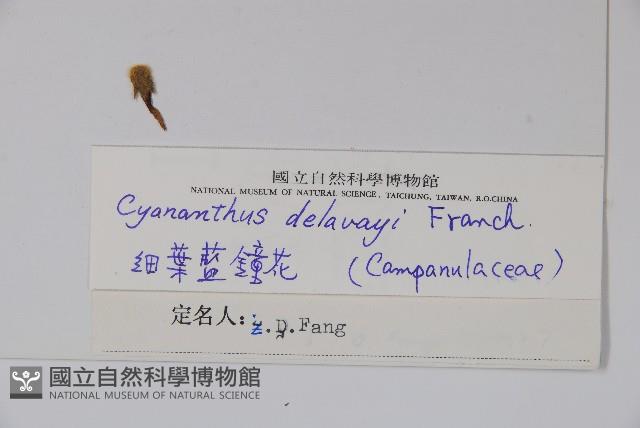 國立自然科學博物館
NATIONAL MUSEUM OF NATURAL SCIENCE, TAICHUNG, TAIWAN, R.O.CHINA
Cyananthus delavayi Franch.
細葉藍鐘花 (Campanulaceae)
定名人: Z.D.Fang
國立自然科學博物館
NATIONAL MUSEUM OF NATURAL SCIENCE